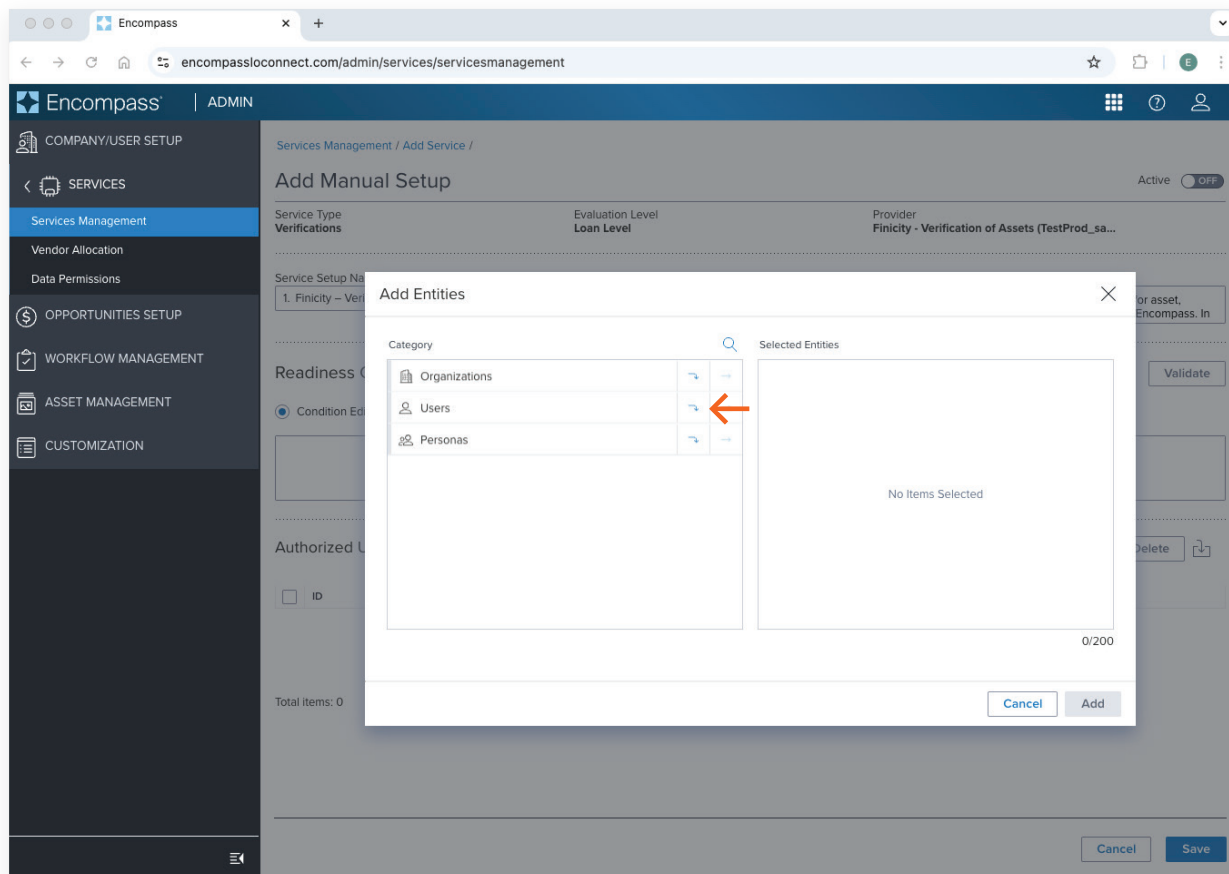 Encompass
encompassloconnect.com/admin/services/servicesmanagement
E
Encompass® | ADMIN
COMPANY/USER SETUP
SERVICES
Services Management
Vendor Allocation
Data Permissions
OPPORTUNITIES SETUP
WORKFLOW MANAGEMENT
ASSET MANAGEMENT
CUSTOMIZATION
Services Management / Add Service /
Add Manual Setup
Active OFF
Service Type Evaluation Level Provider
Verifications Loan Level Finicity - Verification of Assets (TestProd_sa...
Service Setup Na
1. Finicity – Veri
or asset,
Encompass. In
Readiness
Validate
Condition Edi
Authorized U
Delete
ID
Total items: 0
Add Entities
Category
Selected Entities
Organizations
Users
Personas
No Items Selected
0/200
Cancel Add
Cancel Save